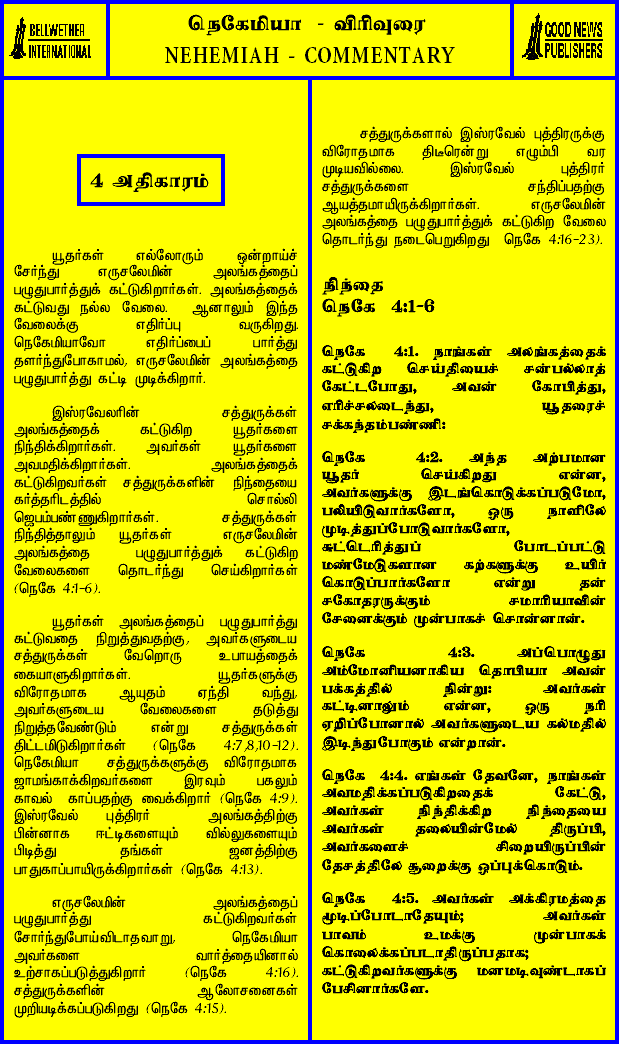 BELLWETHER
INTERNATIONAL
நெகேமியா - விரிவுரை
NEHEMIAH - COMMENTARY
GOOD NEWS
PUBLISHERS
4 அதிகாரம்
யூதர்கள் எல்லோரும் ஒன்றாய்ச்
சேர்ந்து எருசலேமின் அலங்கத்தைப்
பழுதுபார்த்துக் கட்டுகிறார்கள். அலங்கத்தைக்
கட்டுவது நல்ல வேலை. ஆனாலும் இந்த
வேலைக்கு எதிர்ப்பு வருகிறது.
நெகேமியாவோ எதிர்ப்பைப் பார்த்து
தளர்ந்துபோகாமல், எருசலேமின் அலங்கத்தை
பழுதுபார்த்து கட்டி முடிக்கிறார்.
இஸ்ரவேலரின் சத்துருக்கள்
அலங்கத்தைக் கட்டுகிற யூதர்களை
நிந்திக்கிறார்கள். அவர்கள் யூதர்களை
அவமதிக்கிறார்கள். அலங்கத்தைக்
கட்டுகிறவர்கள் சத்துருக்களின் நிந்தையை
கர்த்தரிடத்தில் சொல்லி
ஜெபம்பண்ணுகிறார்கள். சத்துருக்கள்
நிந்தித்தாலும் யூதர்கள் எருசலேமின்
அலங்கத்தை பழுதுபார்த்துக் கட்டுகிற
வேலைகளை தொடர்ந்து செய்கிறார்கள்
(நெகே 4:1-6).
யூதர்கள் அலங்கத்தைப் பழுதுபார்த்து
கட்டுவதை நிறுத்துவதற்கு, அவர்களுடைய
சத்துருக்கள் வேறொரு உபாயத்தைக்
கையாளுகிறார்கள். யூதர்களுக்கு
விரோதமாக ஆயுதம் ஏந்தி வந்து,
அவர்களுடைய வேலைகளை தடுத்து
நிறுத்தவேண்டும் என்று சத்துருக்கள்
திட்டமிடுகிறார்கள் (நெகே 4:7,8,10-12).
நெகேமியா சத்துருக்களுக்கு விரோதமாக
ஜாமங்காக்கிறவர்களை இரவும் பகலும்
காவல் காப்பதற்கு வைக்கிறார் (நெகே 4:9).
இஸ்ரவேல் புத்திரர் அலங்கத்திற்கு
பின்னாக ஈட்டிகளையும் வில்லுகளையும்
பிடித்து தங்கள் ஜனத்திற்கு
பாதுகாப்பாயிருக்கிறார்கள் (நெகே 4:13).
எருசலேமின் அலங்கத்தைப்
பழுதுபார்த்து கட்டுகிறவர்கள்
சோர்ந்துபோய்விடாதவாறு, நெகேமியா
அவர்களை வார்த்தையினால்
உற்சாகப்படுத்துகிறார் (நெகே 4:16).
சத்துருக்களின் ஆலோசனைகள்
முறியடிக்கப்படுகிறது (நெகே 4:15).
சத்துருக்களால் இஸ்ரவேல் புத்திரருக்கு
விரோதமாக திடீரென்று எழும்பி வர
முடியவில்லை. இஸ்ரவேல் புத்திரர்
சத்துருக்களை சந்திப்பதற்கு
ஆயத்தமாயிருக்கிறார்கள். எருசலேமின்
அலங்கத்தை பழுதுபார்த்துக் கட்டுகிற வேலை
தொடர்ந்து நடைபெறுகிறது நெகே 4:16-23).
நிந்தை
நெகே 4:1-6
நெகே 4:1. நாங்கள் அலங்கத்தைக்
கட்டுகிற செய்தியைச் சன்பல்லாத்
கேட்டபோது, அவன் கோபித்து,
எரிச்சலடைந்து, யூதரைச்
சக்கந்தம்பண்ணி:
நெகே 4:2. அந்த அற்பமான
யூதர் செய்கிறது என்ன,
அவர்களுக்கு இடங்கொடுக்கப்படுமோ,
பலியிடுவார்களோ, ஒரு நாளிலே
முடித்துப்போடுவார்களோ,
சுட்டெரித்துப் போடப்பட்டு
மண்மேடுகளான கற்களுக்கு உயிர்
கொடுப்பார்களோ என்று தன்
சகோதரருக்கும் சமாரியாவின்
சேனைக்கும் முன்பாகச் சொன்னான்.
நெகே 4:3. அப்பொழுது
அம்மோனியனாகிய தொபியா அவன்
பக்கத்தில் நின்று: அவர்கள்
கட்டினாலும் என்ன, ஒரு நரி
ஏறிப்போனால் அவர்களுடைய கல்மதில்
இடிந்துபோகும் என்றான்.
நெகே 4:4. எங்கள் தேவனே, நாங்கள்
அவமதிக்கப்படுகிறதைக் கேட்டு,
அவர்கள் நிந்திக்கிற நிந்தையை
அவர்கள் தலையின்மேல் திருப்பி,
அவர்களைச் சிறையிருப்பின்
தேசத்திலே சூறைக்கு ஒப்புக்கொடும்.
நெகே 4:5. அவர்கள் அக்கிரமத்தை
மூடிப்போடாதேயும்; அவர்கள்
பாவம் உமக்கு முன்பாகக்
கொலைக்கப்படாதிருப்பதாக;
கட்டுகிறவர்களுக்கு மனமடிவுண்டாகப்
பேசினார்களே.